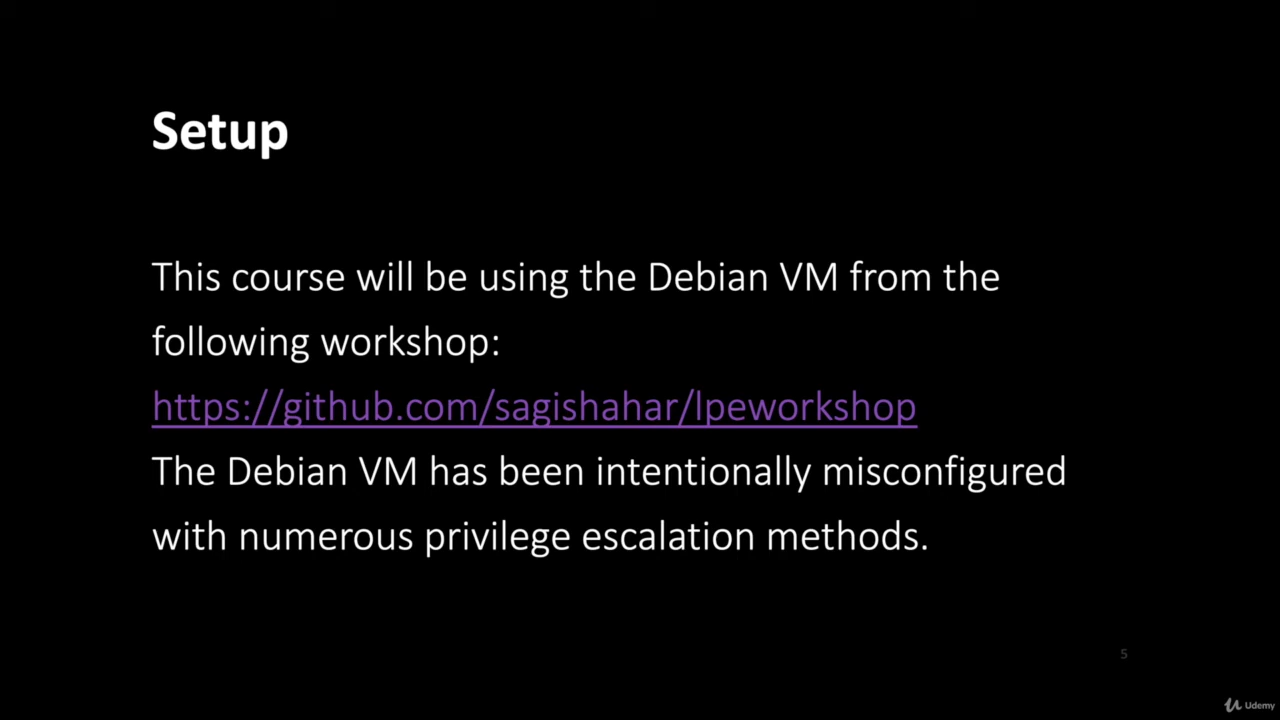 Setup
This course will be using the Debian VM from the
following workshop:
https://github.com/sagishahar/lpeworkshop
The Debian VM has been intentionally misconfigured
with numerous privilege escalation methods.
5
Udemy